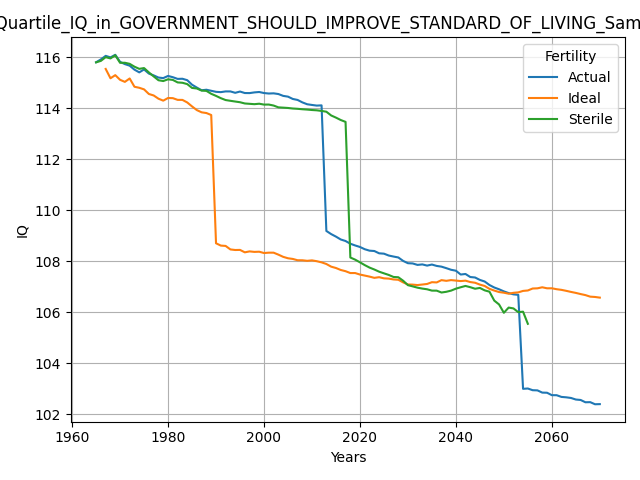 Quartile_IQ_in_GOVERNMENT_SHOULD_IMPROVE_STANDARD_OF_LIVING_Sam
Fertility
Actual
Ideal
Sterile
IQ
116
114
112
110
108
106
104
102
1960 1980 2000 2020 2040 2060
Years